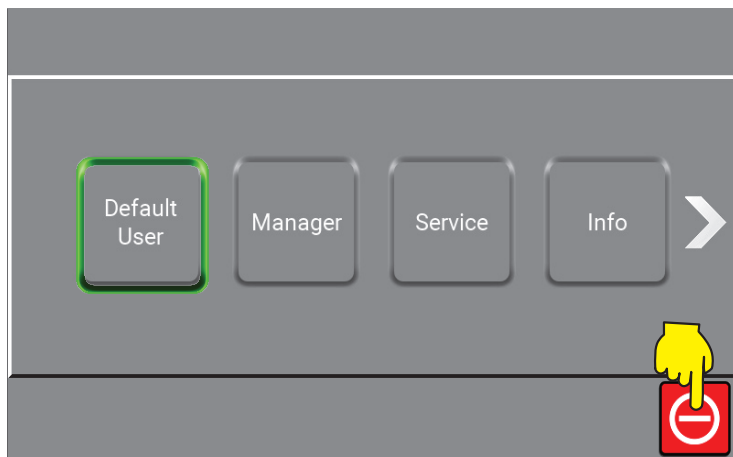 Default
User
Manager
Service
Info